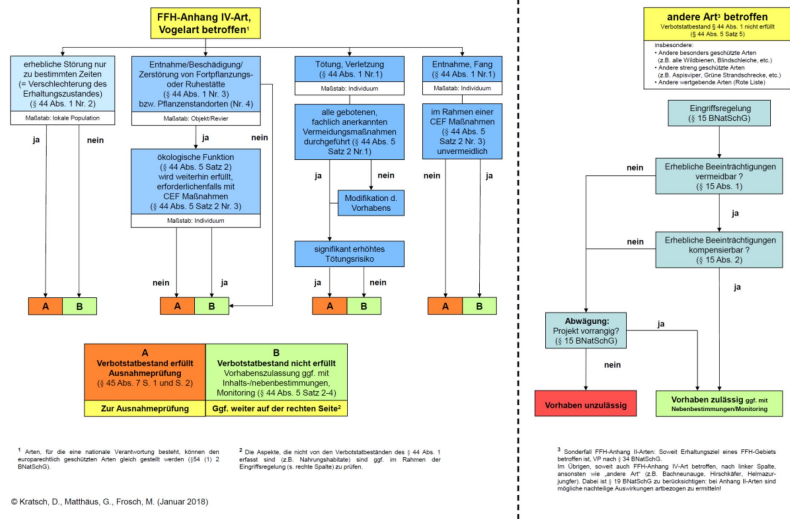 FFH-Anhang IV-Art,
Vogelart betroffen¹
erhebliche Störung nur
zu bestimmten Zeiten
(= Verschlechterung des
Erhaltungszustandes)
(§ 44 Abs. 1 Nr. 2)
Maßstab: lokale Population
ja
nein
Entnahme/Beschädigung/
Zerstörung von Fortpflanzungs-
oder Ruhestätte
(§ 44 Abs. 1 Nr. 3)
bzw. Pflanzenstandorten (Nr. 4)
Maßstab: Objekt/Revier
ja
nein
ökologische Funktion
(§ 44 Abs. 5 Satz 2)
wird weiterhin erfüllt,
erforderlichenfalls mit
CEF Maßnahmen
(§ 44 Abs. 5 Satz 2 Nr. 3)
Maßstab: Individuum
nein
ja
Tötung, Verletzung
(§ 44 Abs. 1 Nr.1)
Maßstab: Individuum
alle gebotenen,
fachlich anerkannten
Vermeidungsmaßnahmen
durchgeführt (§ 44 Abs. 5
Satz 2 Nr.1)
ja
nein
Modifikation d.
Vorhabens
signifikant erhöhtes
Tötungsrisiko
ja
nein
Entnahme, Fang
(§ 44 Abs. 1 Nr.1)
Maßstab: Individuum
im Rahmen einer
CEF Maßnahmen
(§ 44 Abs. 5
Satz 2 Nr. 3)
unvermeidlich
nein
ja
A B
A B
A B
A B
A
Verbotstatbestand erfüllt
Ausnahmeprüfung
(§ 45 Abs. 7 S. 1 und S. 2)
Zur Ausnahmeprüfung
B
Verbotstatbestand nicht erfüllt
Vorhabenszulassung ggf. mit
Inhalts-/nebenbestimmungen,
Monitoring (§ 44 Abs. 5 Satz 2-4)
Ggf. weiter auf der rechten Seite²
¹ Arten, für die eine nationale Verantwortung besteht, können den
europarechtlich geschützten Arten gleich gestellt werden (§54 (1) 2
BNatSchG).
² Die Aspekte, die nicht von den Verbotständen des § 44 Abs. 1
erfasst sind (z.B. Nahrungshabitate) sind ggf. im Rahmen der
Eingriffsregelung (s. rechte Spalte) zu prüfen.
© Kratsch, D., Matthäus, G., Frosch, M. (Januar 2018)
andere Art³ betroffen
Verbotstatbestand § 44 Abs. 1 nicht erfüllt
(§ 44 Abs. 5 Satz 5)
insbesondere:
• Andere besonders geschützte Arten
(z.B. alle Wildbienen, Blindschleiche, etc.)
• Andere streng geschützte Arten
(z.B. Aspisviper, Grüne Strandschrecke, etc.)
• Andere wertgebende Arten (Rote Liste)
Eingriffsregelung
(§ 15 BNatSchG)
Erhebliche Beeinträchtigungen
vermeidbar ?
(§ 15 Abs. 1)
nein
ja
Erhebliche Beeinträchtigungen
kompensierbar ?
(§ 15 Abs. 2)
nein
ja
Abwägung:
Projekt vorrangig?
(§ 15 BNatSchG)
ja
nein
Vorhaben unzulässig
Vorhaben zulässig ggf. mit
Nebenbestimmungen/Monitoring
³ Sonderfall FFH-Anhang II-Arten: Soweit Erhaltungsziel eines FFH-Gebiets
betroffen ist, VP nach § 34 BNatSchG.
Im Übrigen, soweit auch FFH-Anhang IV-Art betroffen, nach linker Spalte,
ansonsten wie „andere Art" (z.B. Bachneunauge, Hirschkäfer, Helmazur-
jungfer). Dabei ist § 19 BNatSchG zu berücksichtigen: bei Anhang II-Arten sind
mögliche nachteilige Auswirkungen artbezogen zu ermitteln!